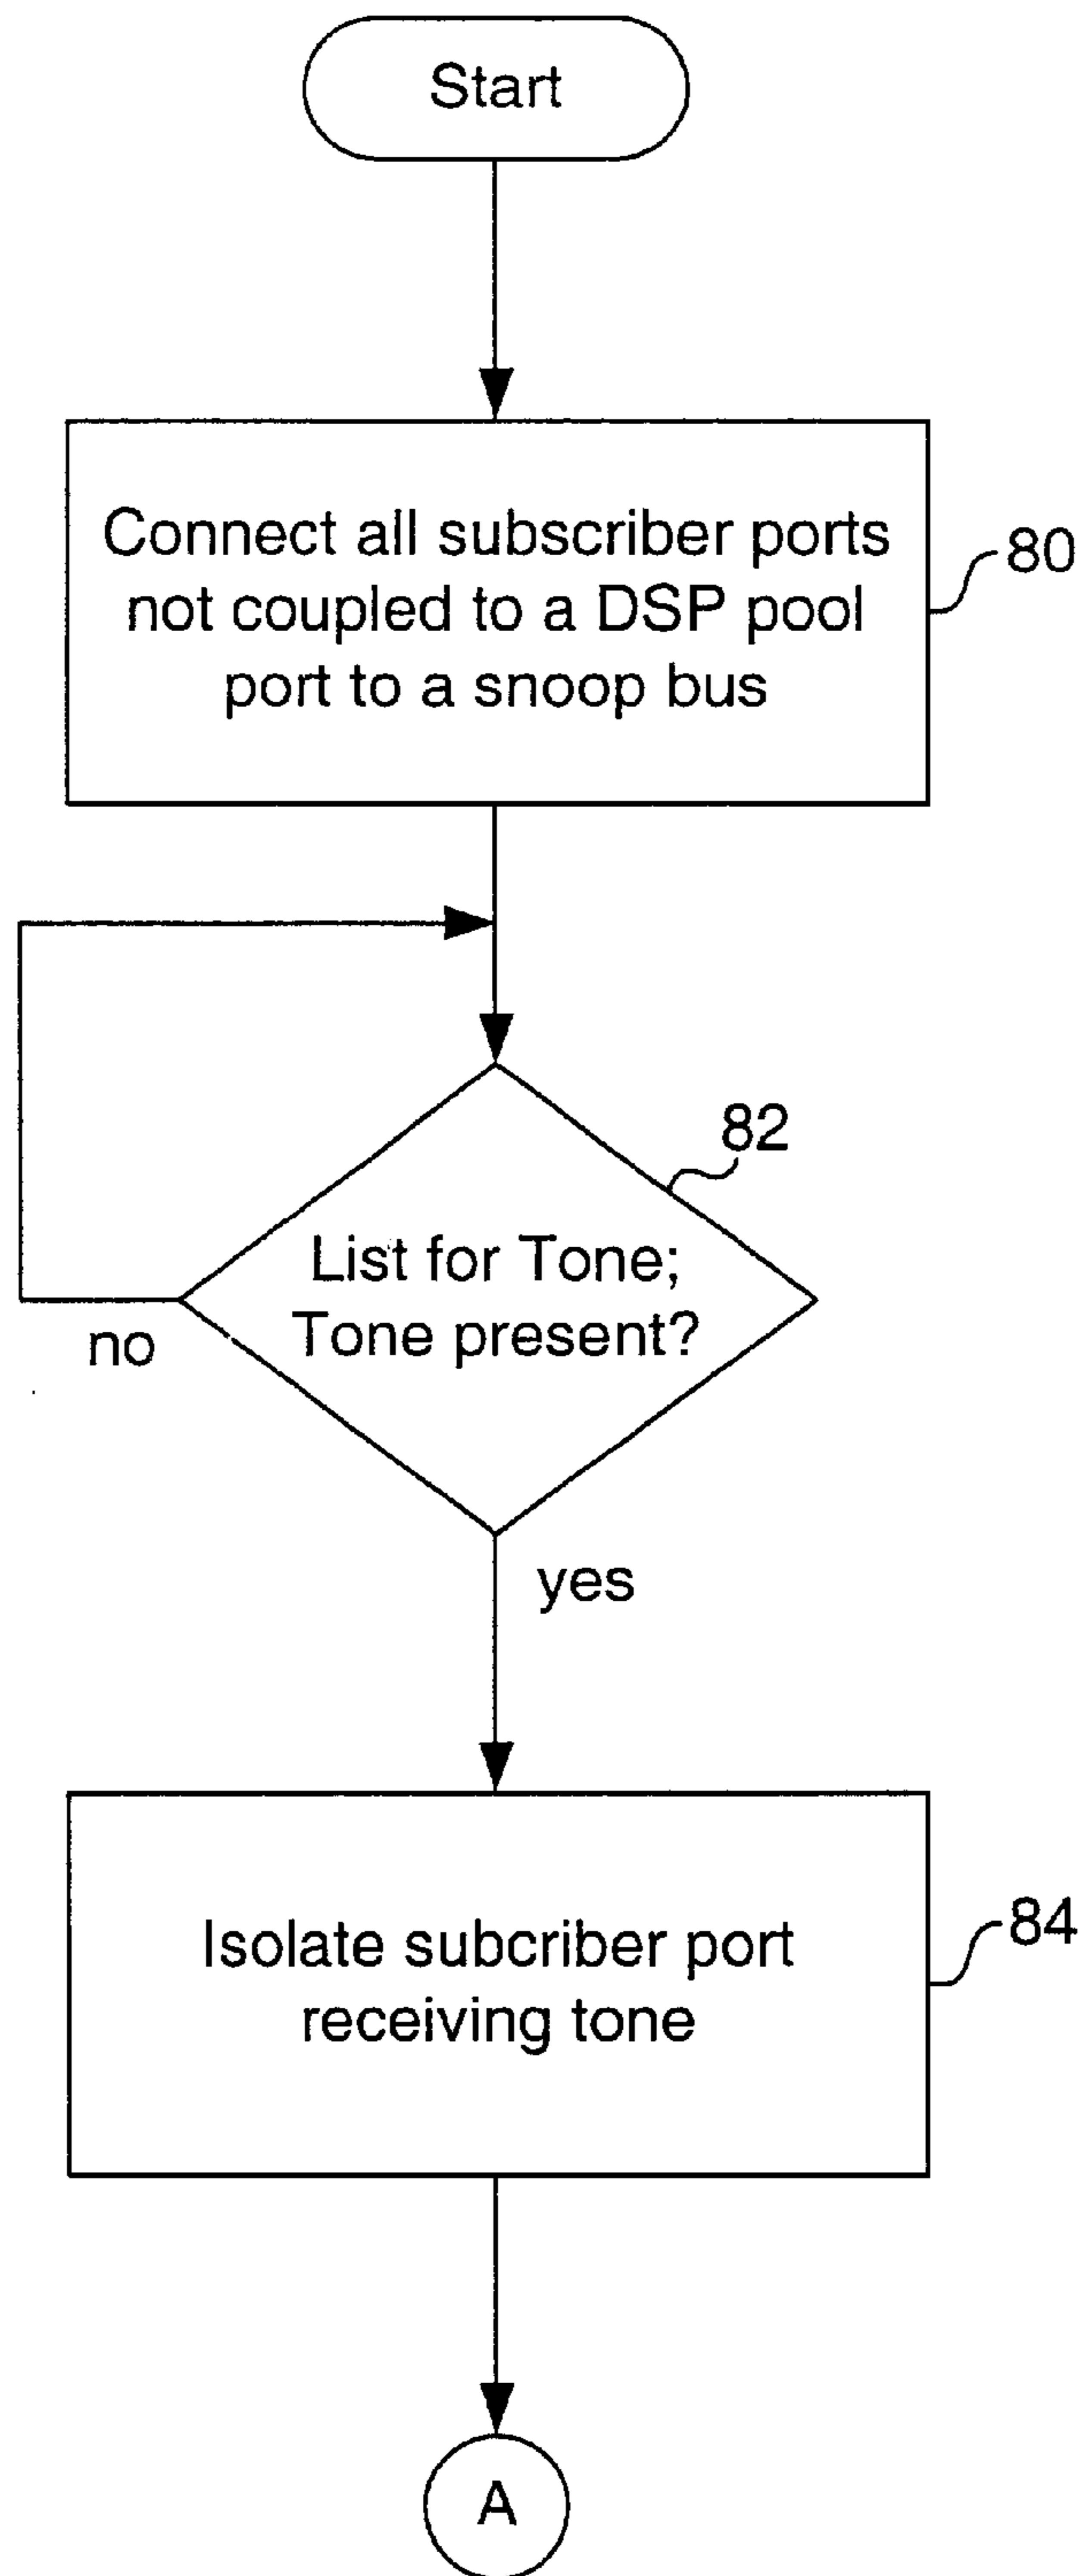 Start
Connect all subscriber ports
not coupled to a DSP pool
port to a snoop bus
80
82
List for Tone;
Tone present?
no
yes
Isolate subcriber port
receiving tone
84
A